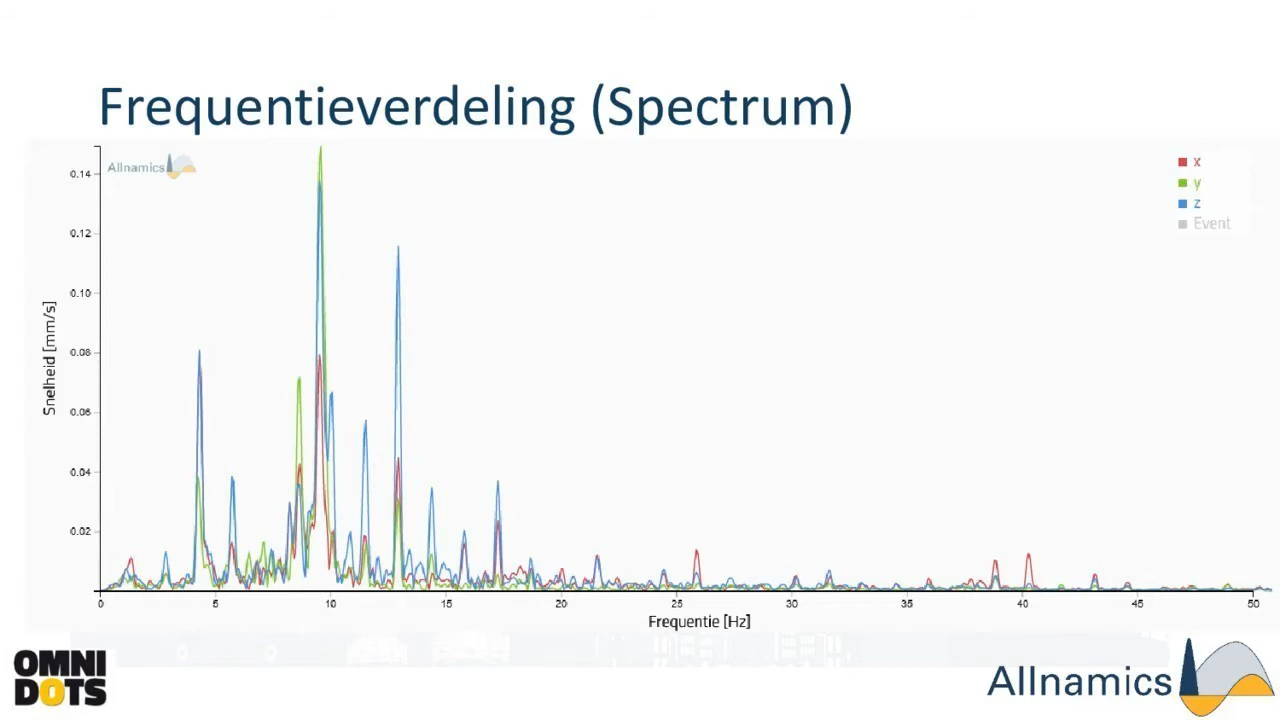 Frequentieverdeling (Spectrum)
Allnamics
x
y
z
Event
Snelheid [mm/s]
0.14
0.12
0.10
0.08
0.06
0.04
0.02
0 5 10 15 20 25 30 35 40 45 50
Frequentie [Hz]
OMNI
DOTS
Allnamics